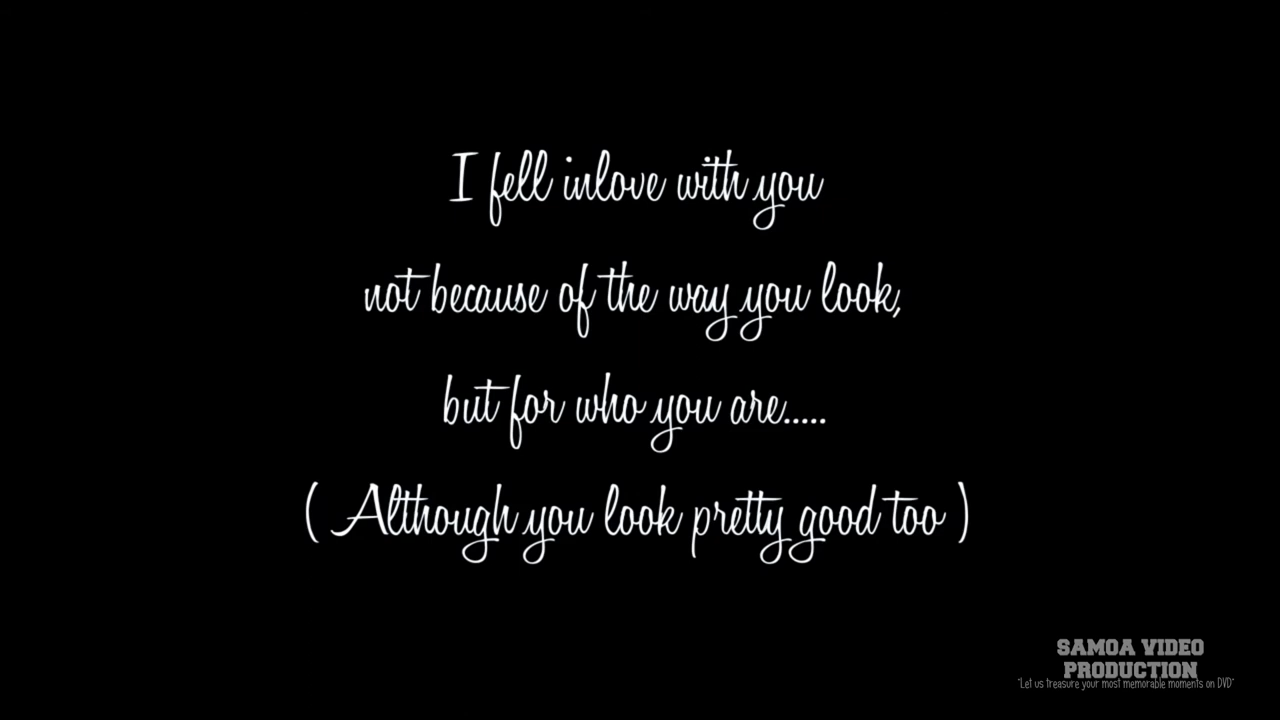 I fell inlove with you
not because of the way you look,
but for who you are.....
( Although you look pretty good too )
SAMOA VIDEO
PRODUCTION
"Let us treasure your most memorable moments on DVD"